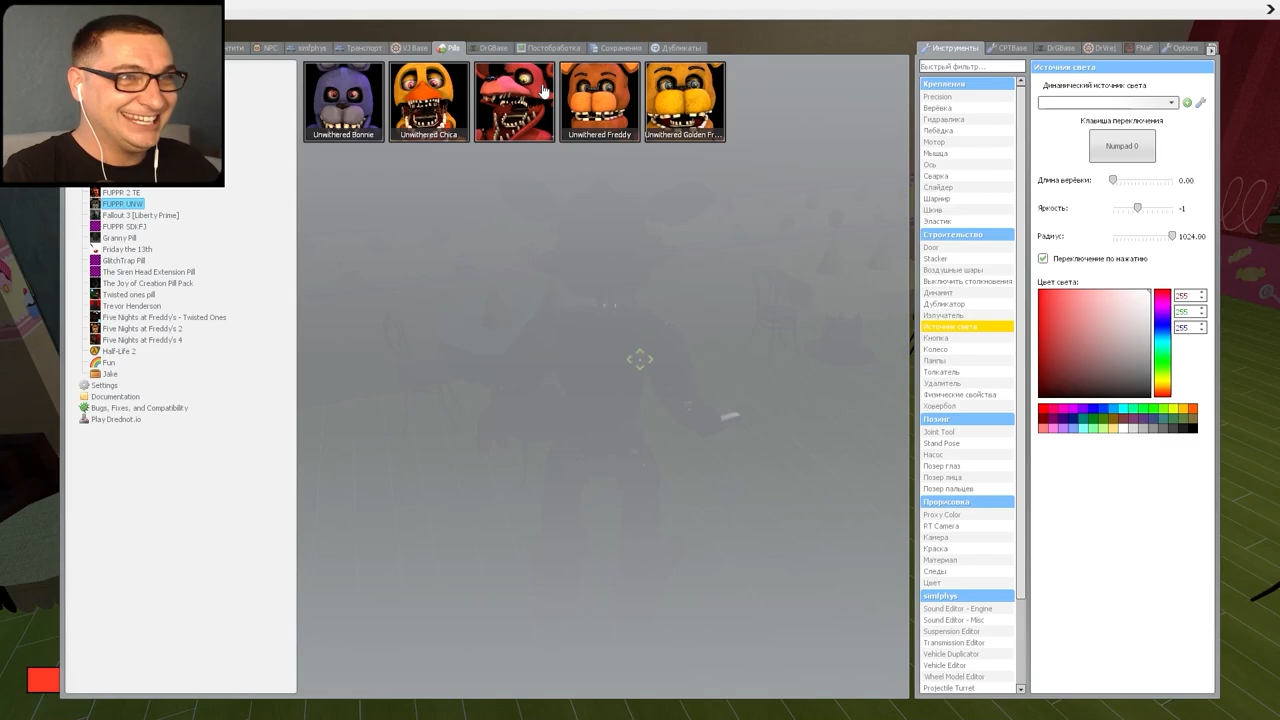 NPC simfphys Транспорт VJ Base Pills DrGBase Постобработка Сохранения Дубликаты
Инструменты CPTBase DrGBase DrVrej FNaF Options
Unwithered Bonnie
Unwithered Chica
Unwithered Freddy
Unwithered Golden Fr...
FUPPR 2 TE
FUPPR UNW
Fallout 3 [Liberty Prime]
FUPPR SDKFJ
Granny Pill
Friday the 13th
GlitchTrap Pill
The Siren Head Extension Pill
The Joy of Creation Pill Pack
Twisted ones pill
Trevor Henderson
Five Nights at Freddy's - Twisted Ones
Five Nights at Freddy's 2
Five Nights at Freddy's 4
Half-Life 2
Fun
Jake
Settings
Documentation
Bugs, Fixes, and Compatibility
Play Drednot.io
Быстрый фильтр...
Крепления
Precision
Верёвка
Гидравлика
Лебёдка
Мотор
Мышца
Ось
Сварка
Слайдер
Шарнир
Шкив
Эластик
Строительство
Door
Stacker
Воздушные шары
Выключить столкновения
Динамит
Дубликатор
Излучатель
Источник света
Кнопка
Колесо
Лампы
Толкатель
Удалитель
Физические свойства
Ховербол
Позинг
Joint Tool
Stand Pose
Насос
Позер глаз
Позер лица
Позер пальцев
Прорисовка
Proxy Color
RT Camera
Камера
Краска
Материал
Следы
Цвет
simfphys
Sound Editor - Engine
Sound Editor - Misc
Suspension Editor
Transmission Editor
Vehicle Duplicator
Vehicle Editor
Wheel Model Editor
Projectile Turret
Источник света
Динамический источник света
Клавиша переключения
Numpad 0
Длина верёвки: 0.00
Яркость: -1
Радиус: 1024.00
Переключение по нажатию
Цвет света:
255
255
255